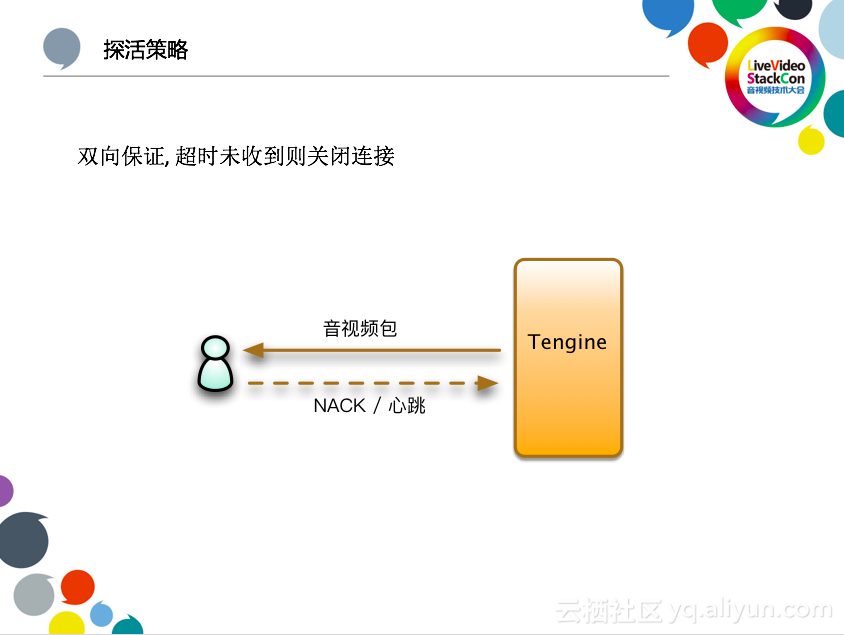 探活策略
LiveVideo
StackCon
音视频技术大会
双向保证, 超时未收到则关闭连接
音视频包
Tengine
NACK / 心跳
云栖社区 yq.aliyun.com